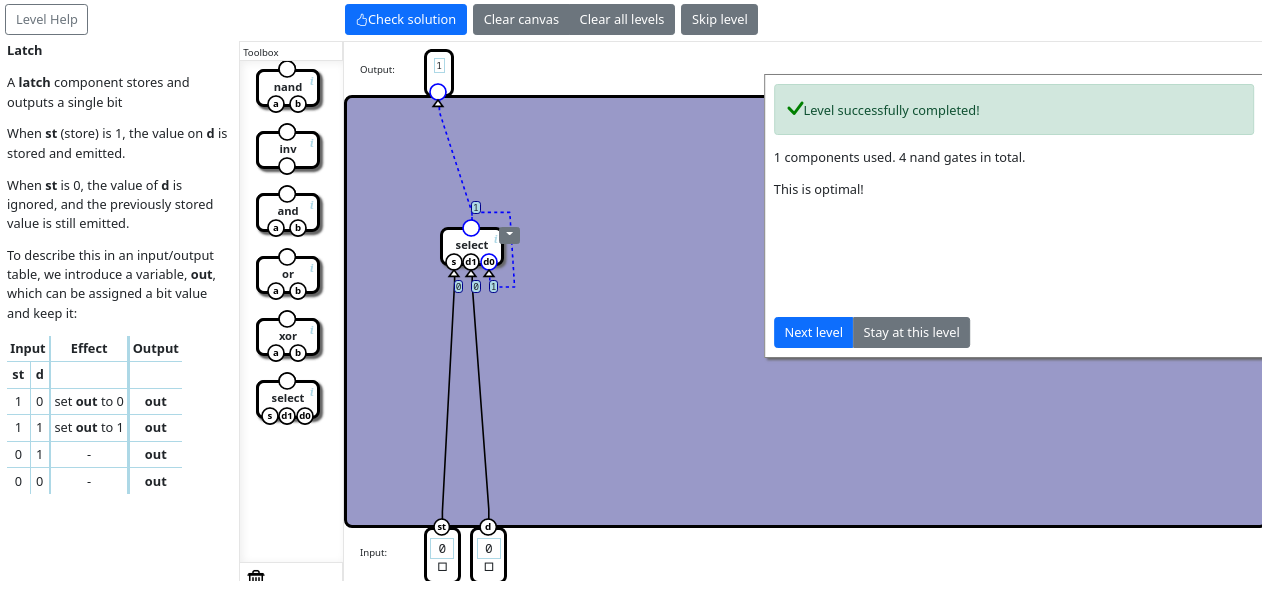 Level Help
Check solution
Clear canvas
Clear all levels
Skip level
Latch
A latch component stores and
outputs a single bit
When st (store) is 1, the value on d is
stored and emitted.
When st is 0, the value of d is
ignored, and the previously stored
value is still emitted.
To describe this in an input/output
table, we introduce a variable, out,
which can be assigned a bit value
and keep it:
Input Effect Output
st d
1 0 set out to 0 out
1 1 set out to 1 out
0 1 - out
0 0 - out
Toolbox
nand i
a b
inv i
and i
a b
or i
a b
xor i
a b
select i
s d1 d0
Output:
1
1
select i
s d1 d0
0 0 1
st d
Input:
0 0
Level successfully completed!
1 components used. 4 nand gates in total.
This is optimal!
Next level
Stay at this level